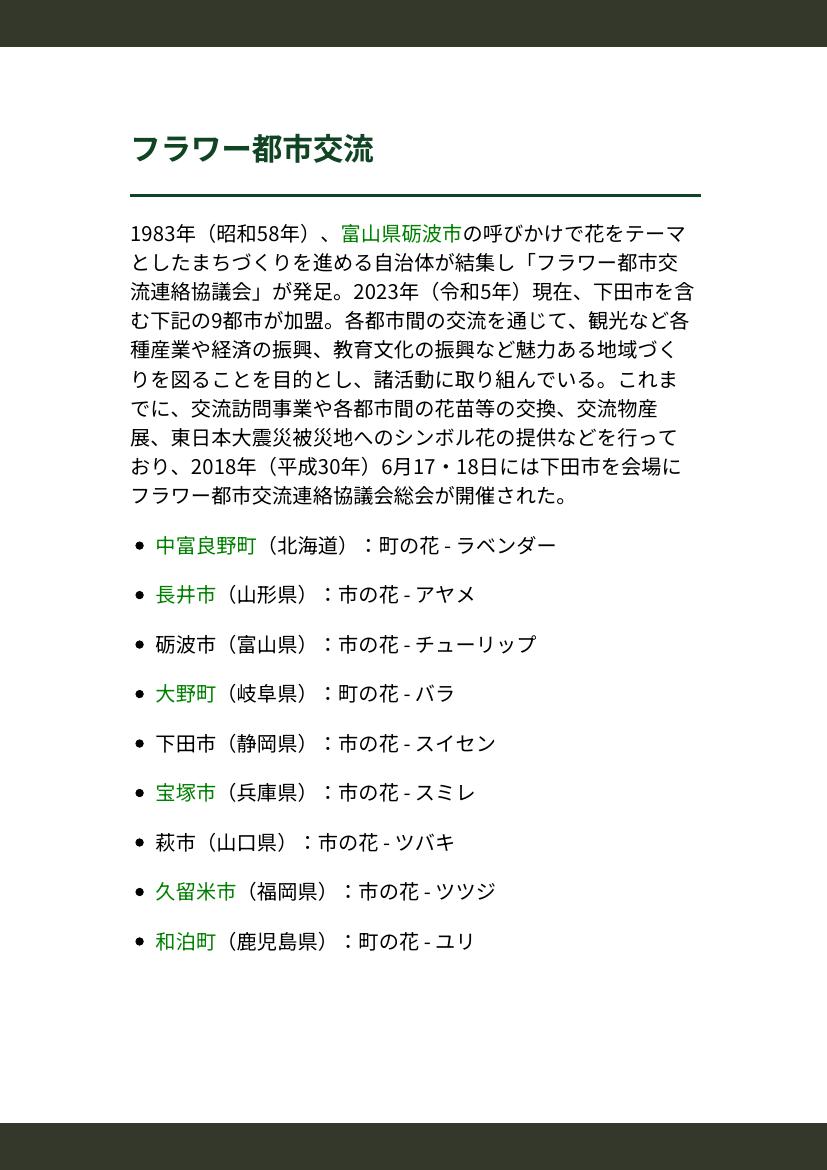 フラワー都市交流
1983年（昭和58年）、富山県砺波市の呼びかけで花をテーマ
としたまちづくりを進める自治体が結集し「フラワー都市交
流連絡協議会」が発足。2023年（令和5年）現在、下田市を含
む下記の9都市が加盟。各都市間の交流を通じて、観光など各
種産業や経済の振興、教育文化の振興など魅力ある地域づく
りを図ることを目的とし、諸活動に取り組んでいる。これま
でに、交流訪問事業や各都市間の花苗等の交換、交流物産
展、東日本大震災被災地へのシンボル花の提供などを行って
おり、2018年（平成30年）6月17・18日には下田市を会場に
フラワー都市交流連絡協議会総会が開催された。
• 中富良野町（北海道）：町の花 - ラベンダー
• 長井市（山形県）：市の花 - アヤメ
• 砺波市（富山県）：市の花 - チューリップ
• 大野町（岐阜県）：町の花 - バラ
• 下田市（静岡県）：市の花 - スイセン
• 宝塚市（兵庫県）：市の花 - スミレ
• 萩市（山口県）：市の花 - ツバキ
• 久留米市（福岡県）：市の花 - ツツジ
• 和泊町（鹿児島県）：町の花 - ユリ